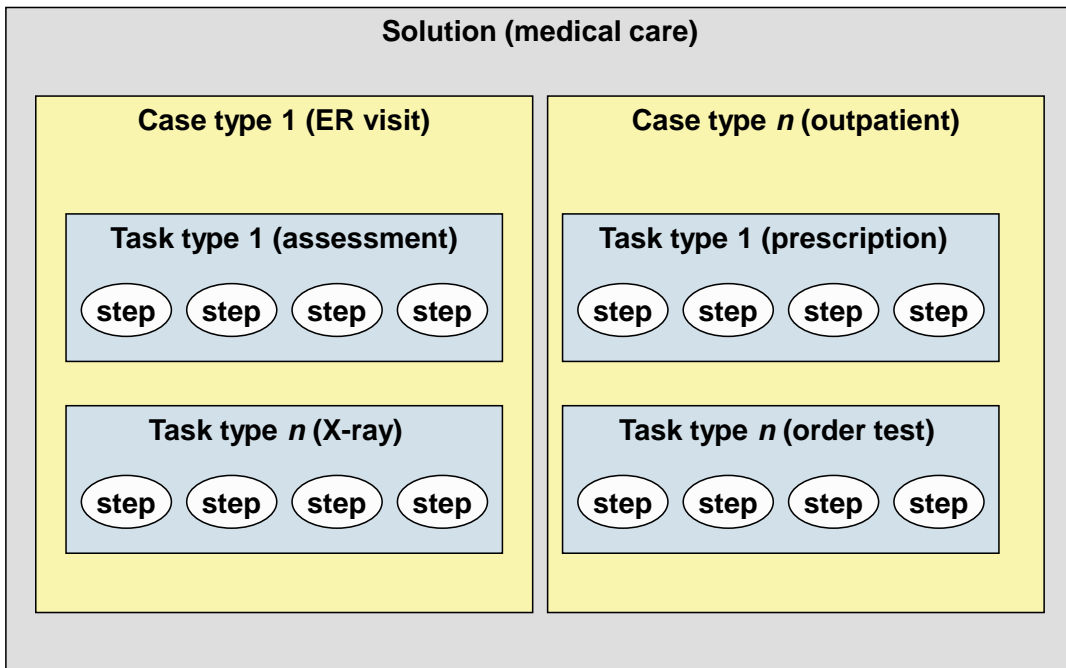 Solution (medical care)
Case type 1 (ER visit)
Task type 1 (assessment)
step step step step
Task type n (X-ray)
step step step step
Case type n (outpatient)
Task type 1 (prescription)
step step step step
Task type n (order test)
step step step step